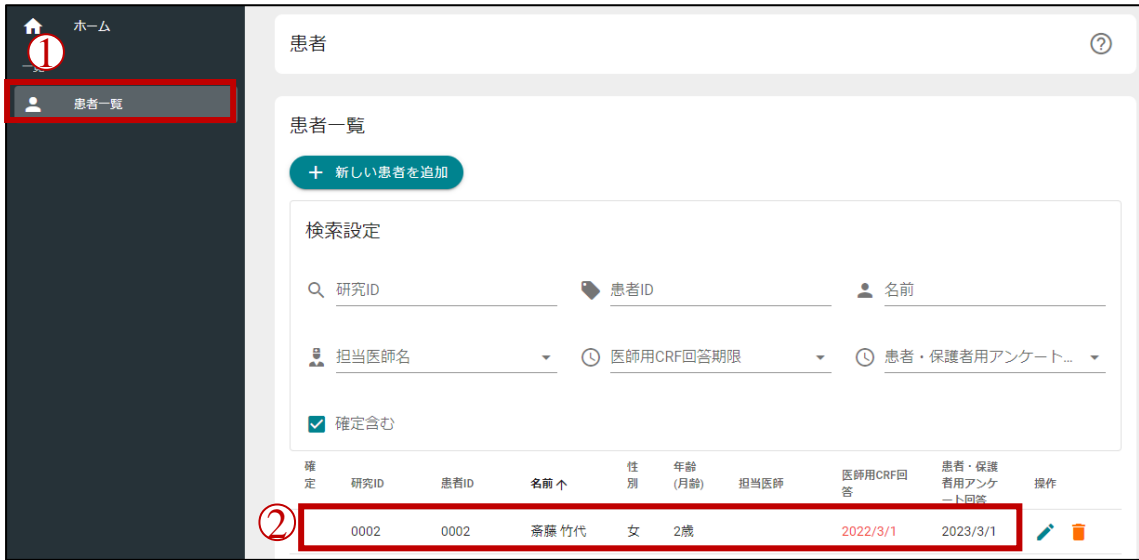 ホーム
①
一覧
患者一覧
患者
患者一覧
＋ 新しい患者を追加
検索設定
研究ID
患者ID
名前
担当医師名
医師用CRF回答期限
患者・保護者用アンケート...
確定含む
確
定
研究ID
患者ID
名前↑
性
別
年齢
(月齢)
担当医師
医師用CRF回
答
患者・保護
者用アンケ
ート回答
操作
②
0002
0002
斎藤 竹代
女
2歳
2022/3/1
2023/3/1